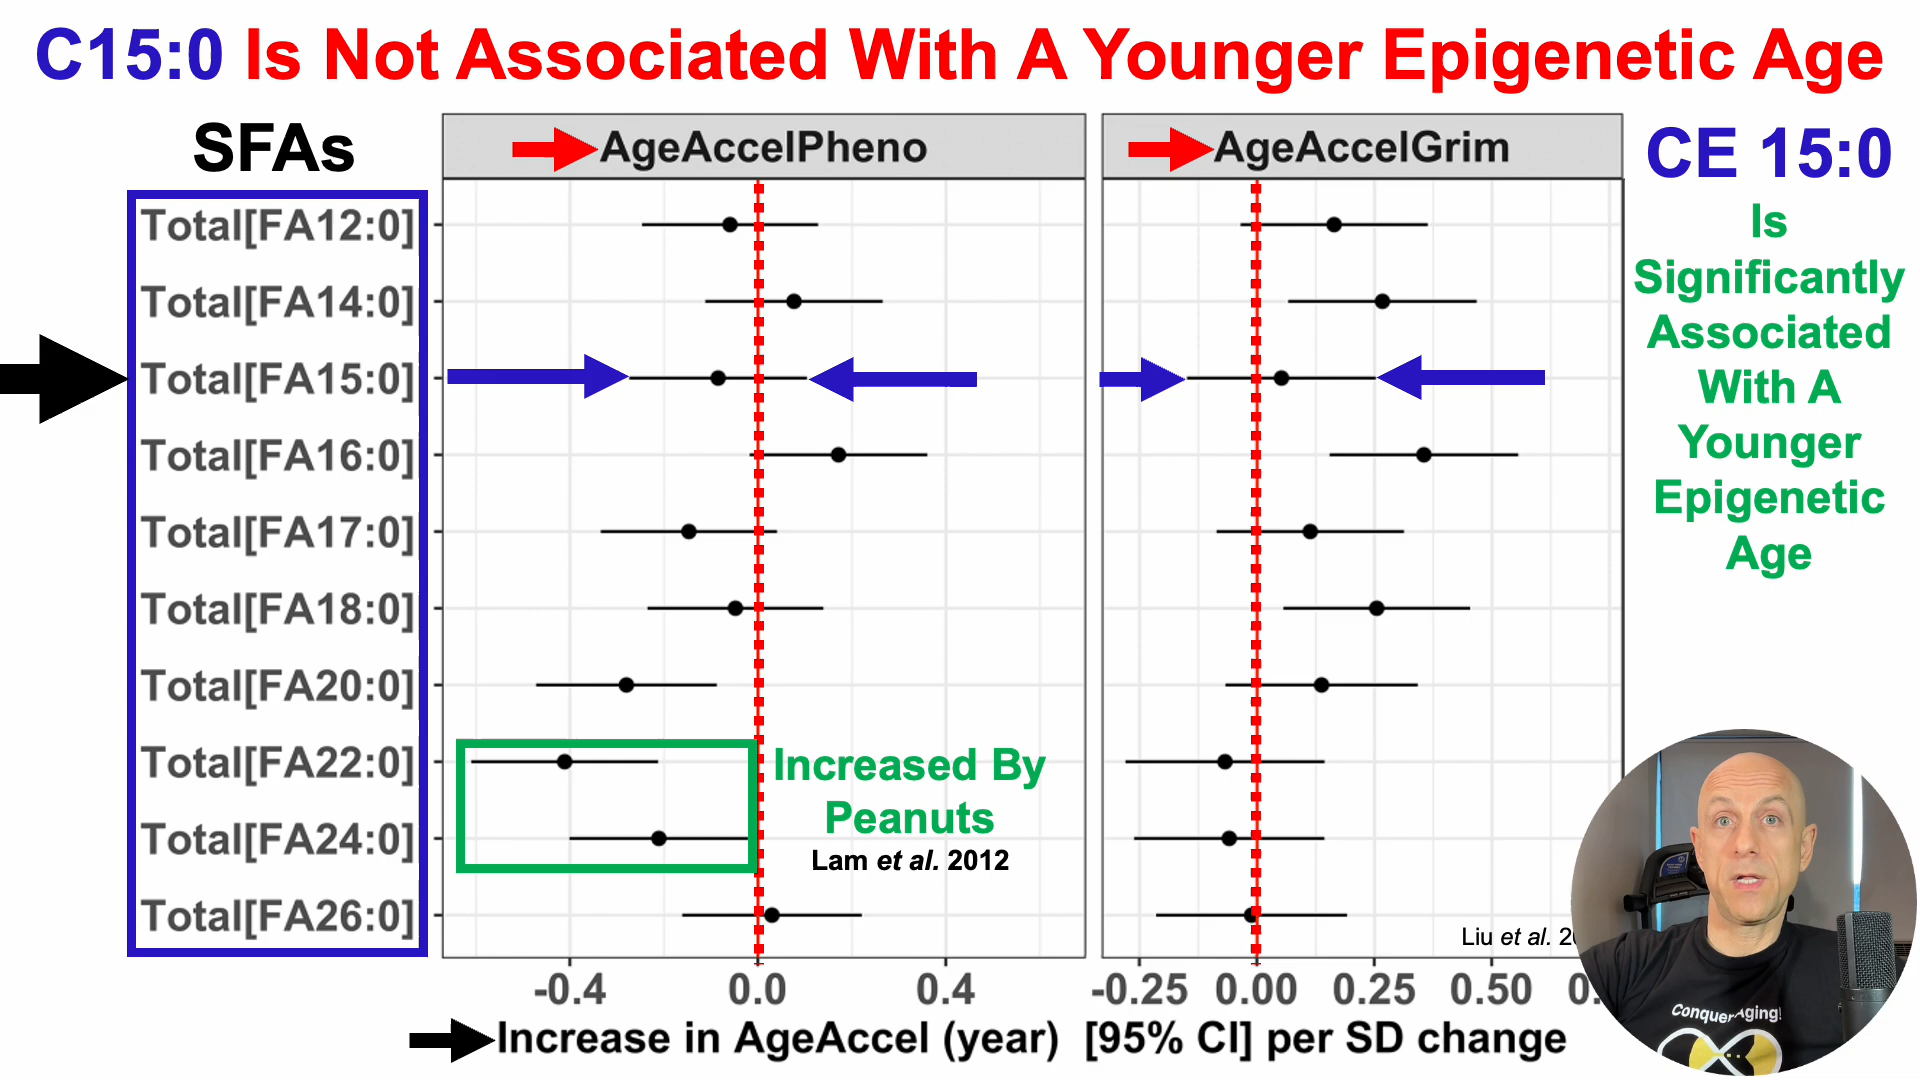 C15:0 Is Not Associated With A Younger Epigenetic Age
SFAs
AgeAccelPheno
AgeAccelGrim
CE 15:0
Is
Significantly
Associated
With A
Younger
Epigenetic
Age
Total[FA12:0]
Total[FA14:0]
Total[FA15:0]
Total[FA16:0]
Total[FA17:0]
Total[FA18:0]
Total[FA20:0]
Total[FA22:0]
Total[FA24:0]
Total[FA26:0]
Increased By
Peanuts
Lam et al. 2012
Liu et al.
-0.4 0.0 0.4
-0.25 0.00 0.25 0.50
Increase in AgeAccel (year) [95% CI] per SD change
Conquer Aging!